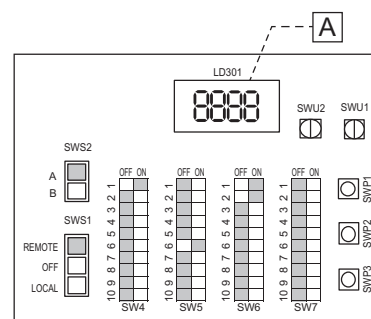 A
LD301
8888
SWU2 SWU1
SWS2
A
B
SWS1
REMOTE
OFF
LOCAL
OFF ON
1
2
3
4
5
6
7
8
9
10
SW4
OFF ON
1
2
3
4
5
6
7
8
9
10
SW5
OFF ON
1
2
3
4
5
6
7
8
9
10
SW6
OFF ON
1
2
3
4
5
6
7
8
9
10
SW7
SWP1
SWP2
SWP3